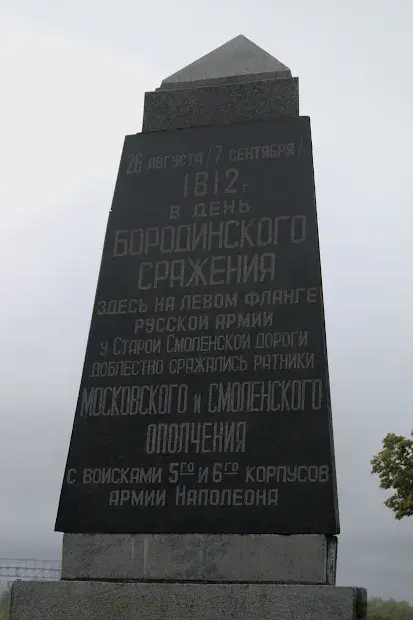 26 АВГУСТА/7 СЕНТЯБРЯ/
1812 г.
В ДЕНЬ
БОРОДИНСКОГО
СРАЖЕНИЯ
ЗДЕСЬ НА ЛЕВОМ ФЛАНГЕ
РУССКОЙ АРМИИ
У СТАРОЙ СМОЛЕНСКОЙ ДОРОГИ
ДОБЛЕСТНО СРАЖАЛИСЬ РАТНИКИ
МОСКОВСКОГО и СМОЛЕНСКОГО
ОПОЛЧЕНИЯ
С ВОЙСКАМИ 5го И 6го КОРПУСОВ
АРМИИ НАПОЛЕОНА